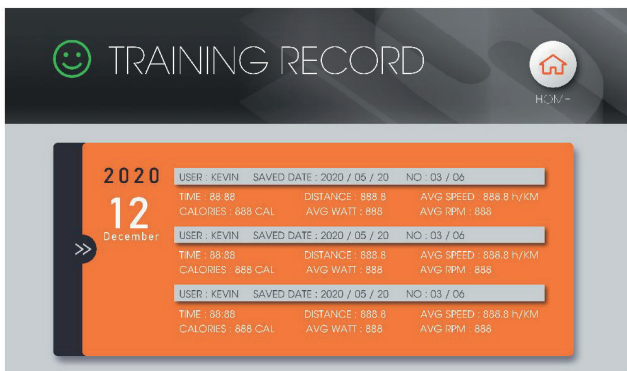 TRAINING RECORD
HOME
2020
12
December
USER : KEVIN SAVED DATE : 2020 / 05 / 20 NO : 03 / 06
TIME : 88:88 DISTANCE : 888.8 AVG SPEED : 888.8 h/KM
CALORIES : 888 CAL AVG WATT : 888 AVG RPM : 888
USER : KEVIN SAVED DATE : 2020 / 05 / 20 NO : 03 / 06
TIME : 88:88 DISTANCE : 888.8 AVG SPEED : 888.8 h/KM
CALORIES : 888 CAL AVG WATT : 888 AVG RPM : 888
USER : KEVIN SAVED DATE : 2020 / 05 / 20 NO : 03 / 06
TIME : 88:88 DISTANCE : 888.8 AVG SPEED : 888.8 h/KM
CALORIES : 888 CAL AVG WATT : 888 AVG RPM : 888